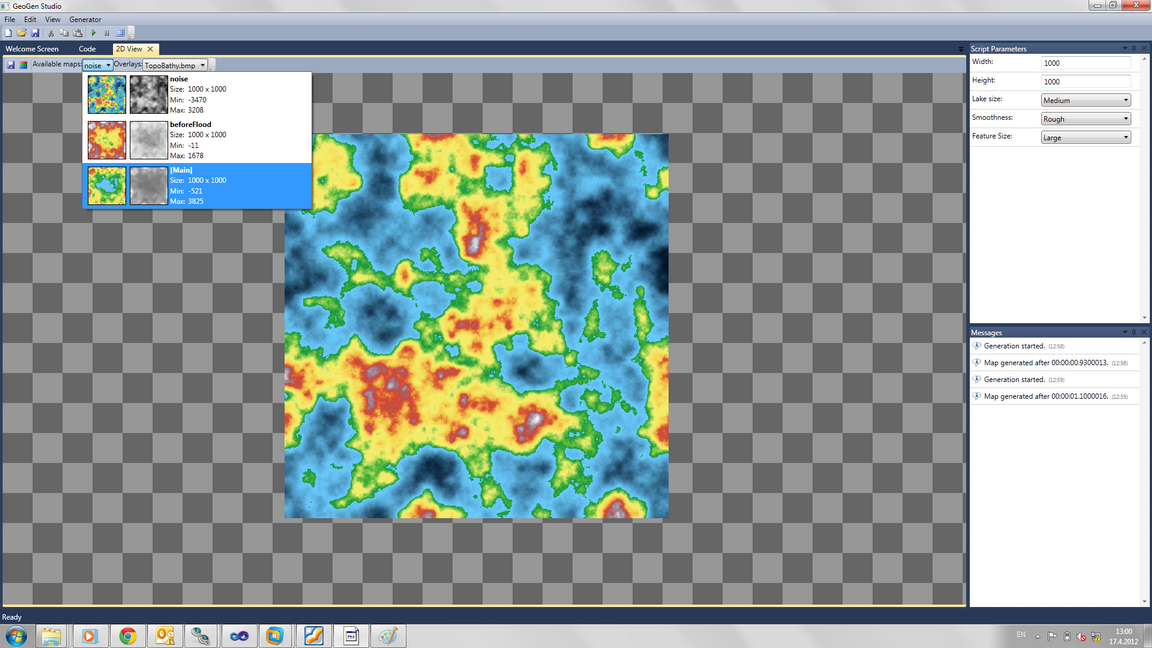 GeoGen Studio
File Edit View Generator
Welcome Screen Code 2D View
Available maps: noise Overlays: TopoBathy.bmp
noise
Size: 1000 x 1000
Min: -3470
Max: 3208
beforeFlood
Size: 1000 x 1000
Min: -11
Max: 1678
[Main]
Size: 1000 x 1000
Min: -521
Max: 3825
Script Parameters
Width: 1000
Height: 1000
Lake size: Medium
Smoothness: Rough
Feature Size: Large
Messages
Generation started. (12:56)
Map generated after 00:00:00.9300013. (12:56)
Generation started. (12:59)
Map generated after 00:00:01.1000016. (12:59)
Ready
EN
13:00
17.4.2012